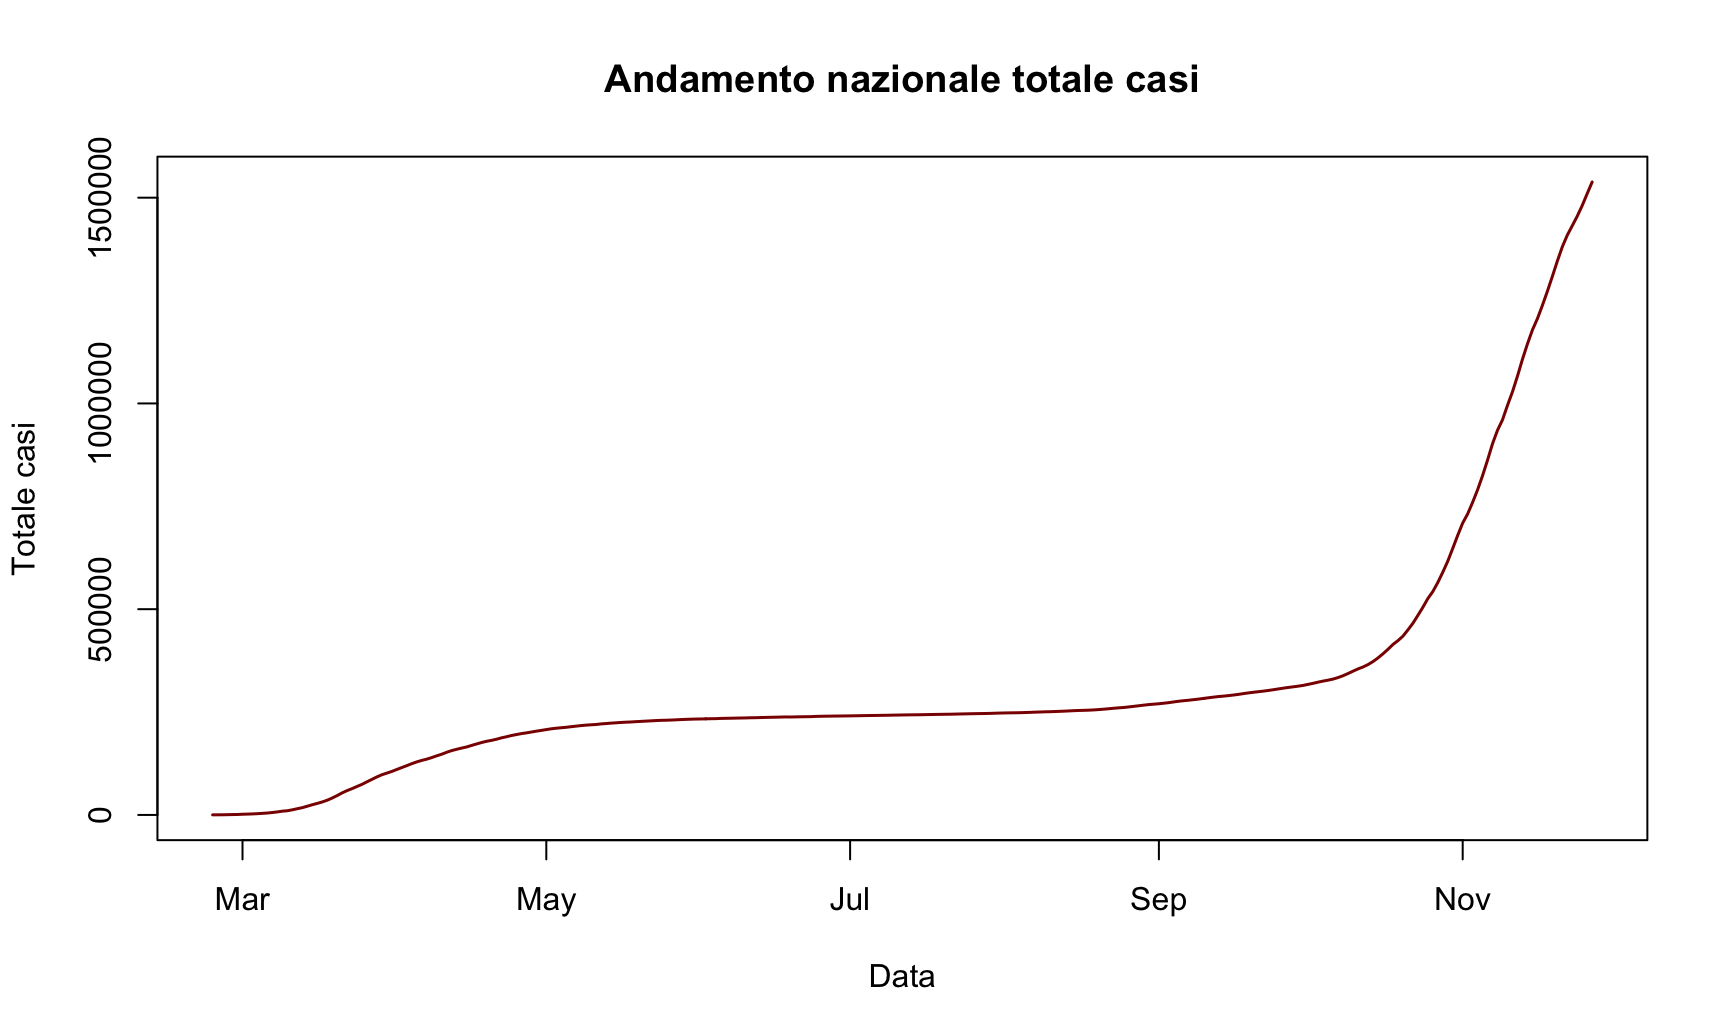 Andamento nazionale totale casi
Totale casi
1500000
1000000
500000
0
Mar May Jul Sep Nov
Data